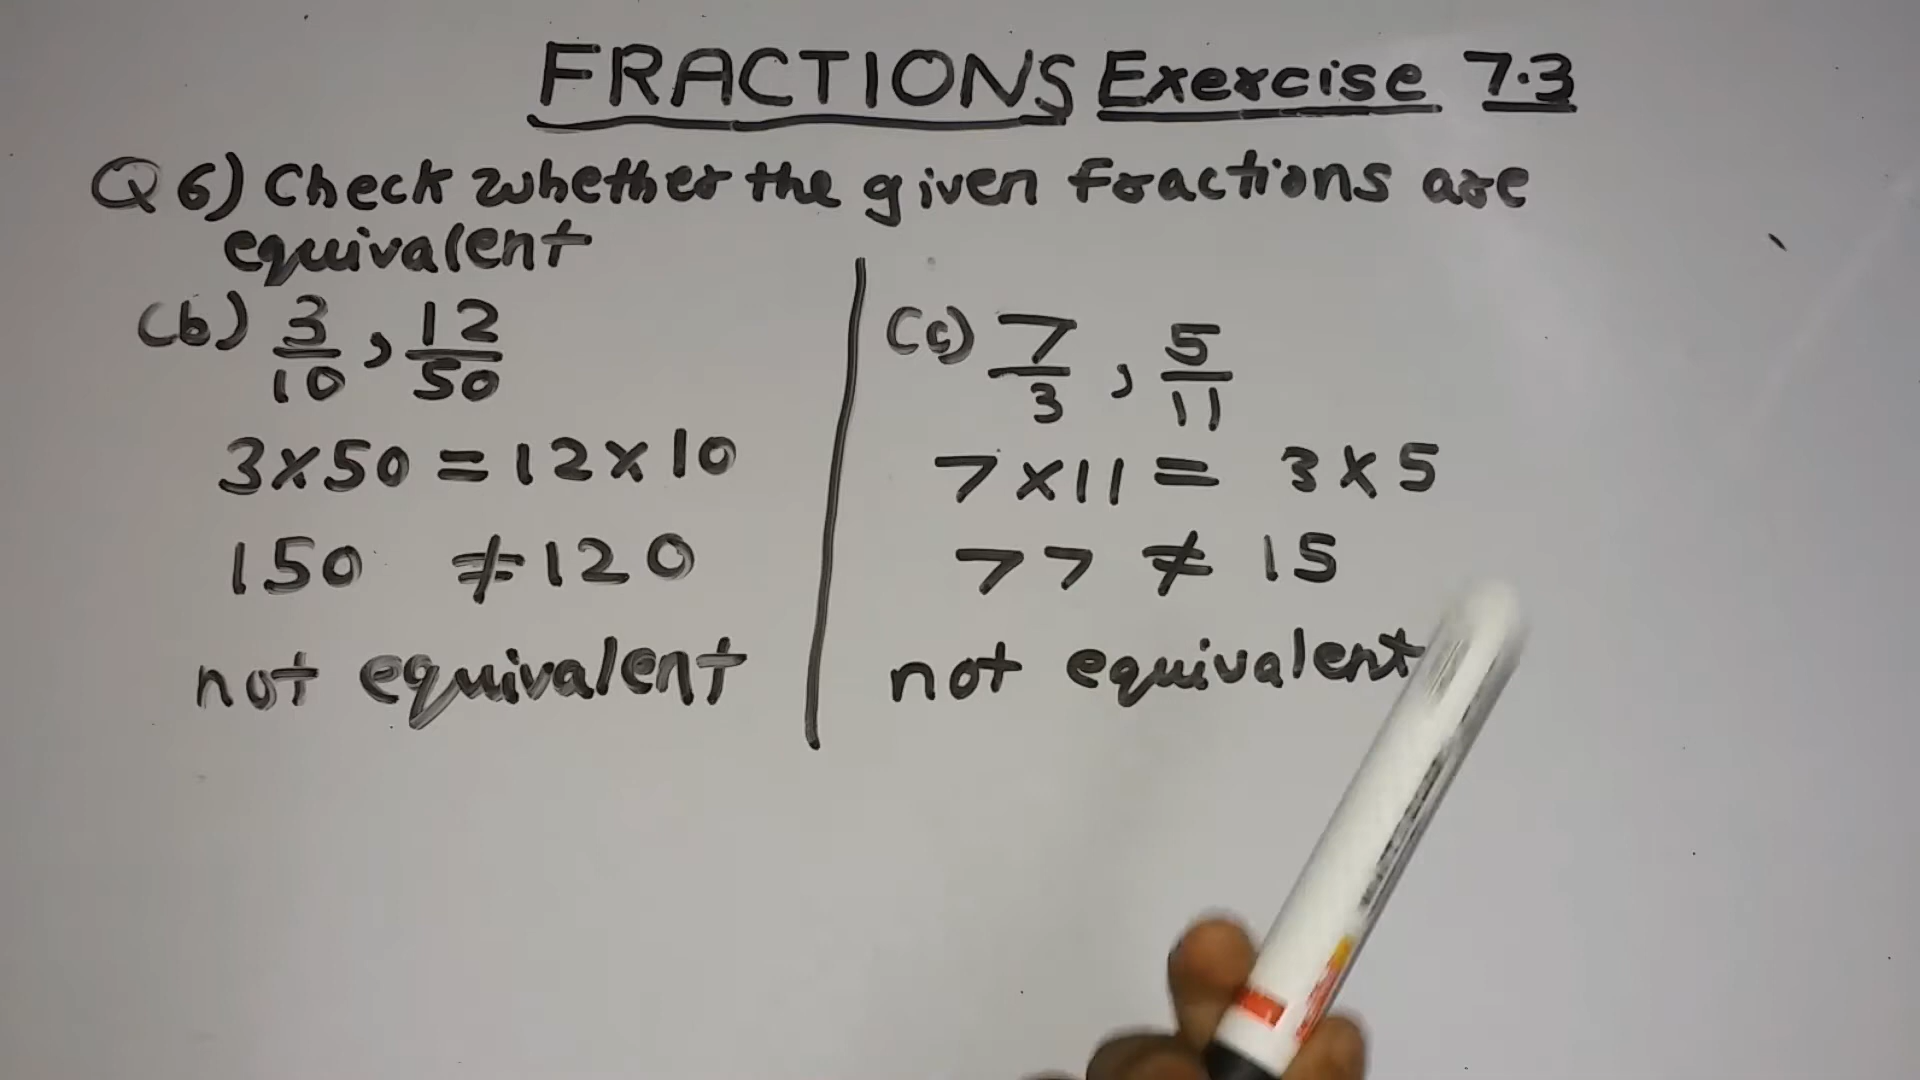 FRACTIONS Exercise 7.3
Q6) Check whether the given fractions are
equivalent
(b) 3/10 , 12/50
3×50 = 12×10
150 ≠ 120
not equivalent
(c) 7/3 , 5/11
7×11 = 3×5
77 ≠ 15
not equivalent